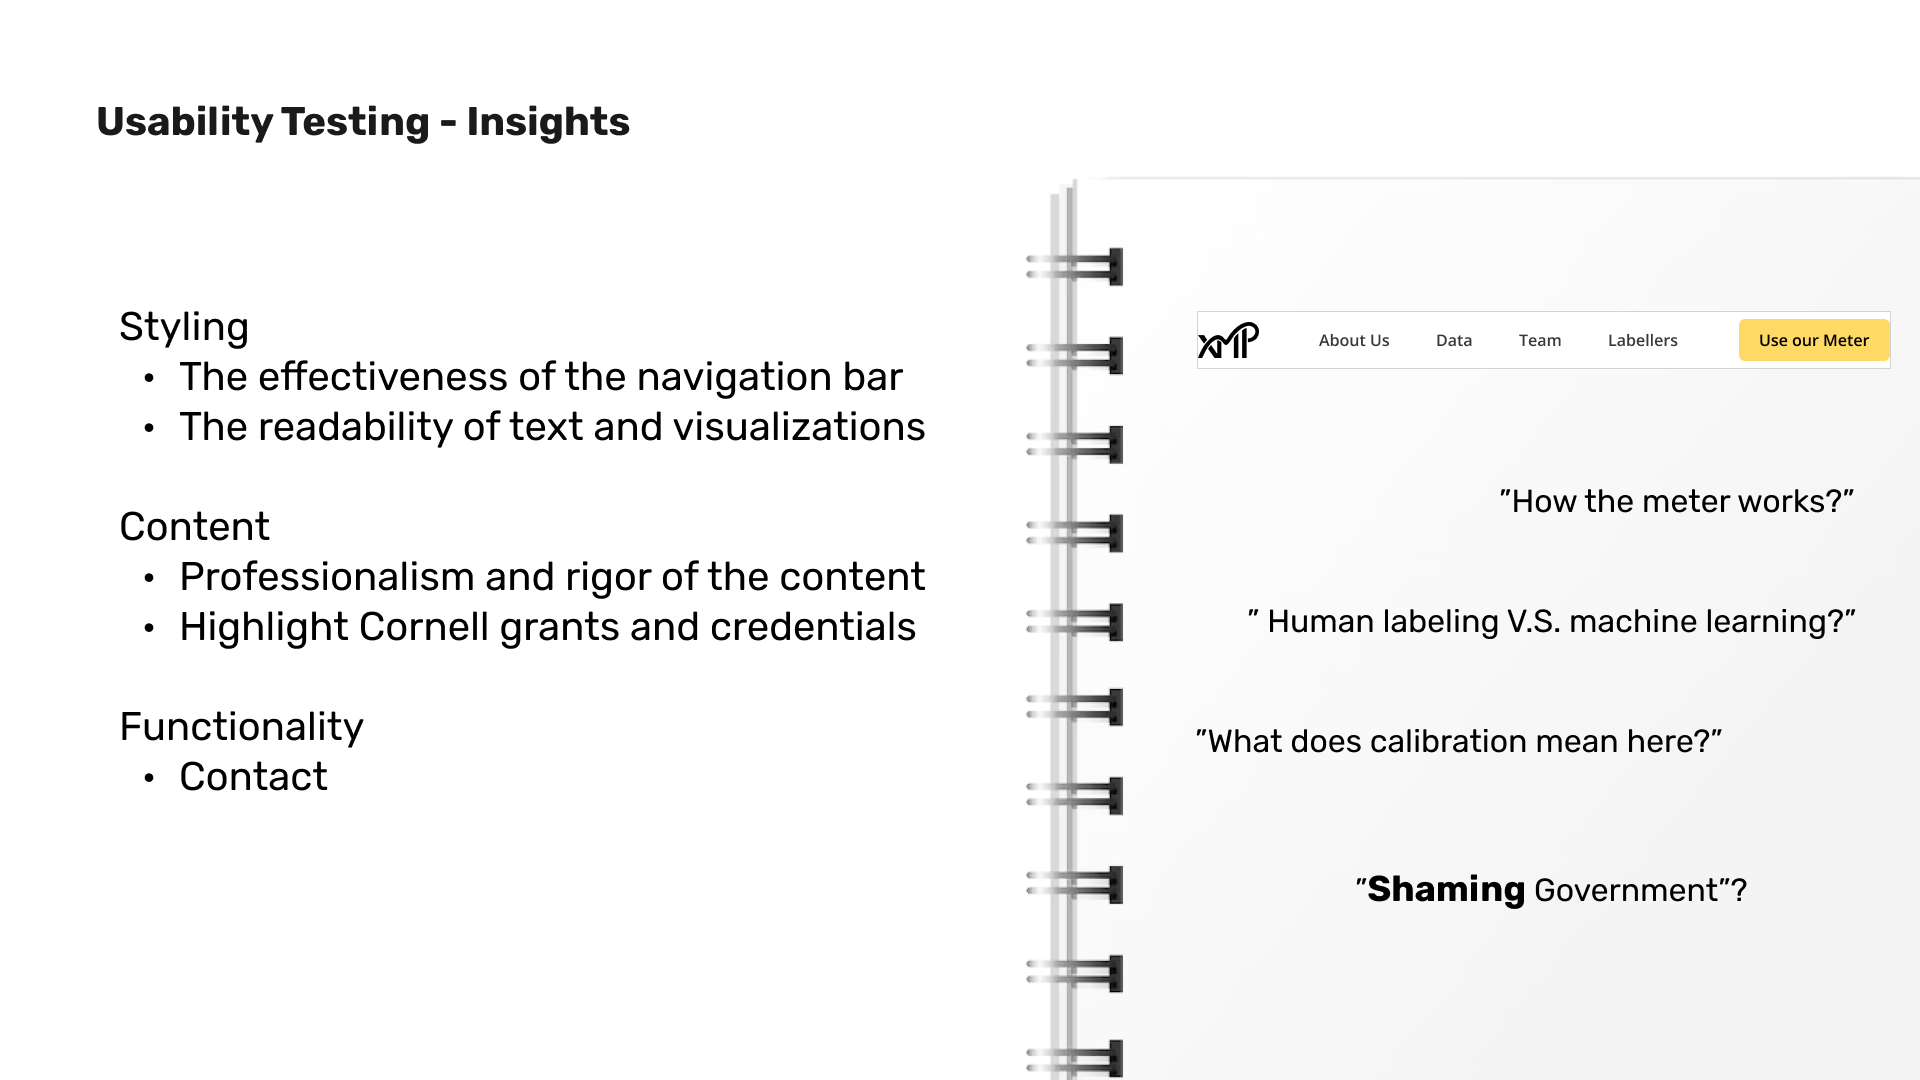 Usability Testing - Insights
Styling
• The effectiveness of the navigation bar
• The readability of text and visualizations
Content
• Professionalism and rigor of the content
• Highlight Cornell grants and credentials
Functionality
• Contact
XMP About Us Data Team Labellers Use our Meter
”How the meter works?”
” Human labeling V.S. machine learning?”
”What does calibration mean here?”
”Shaming Government”?